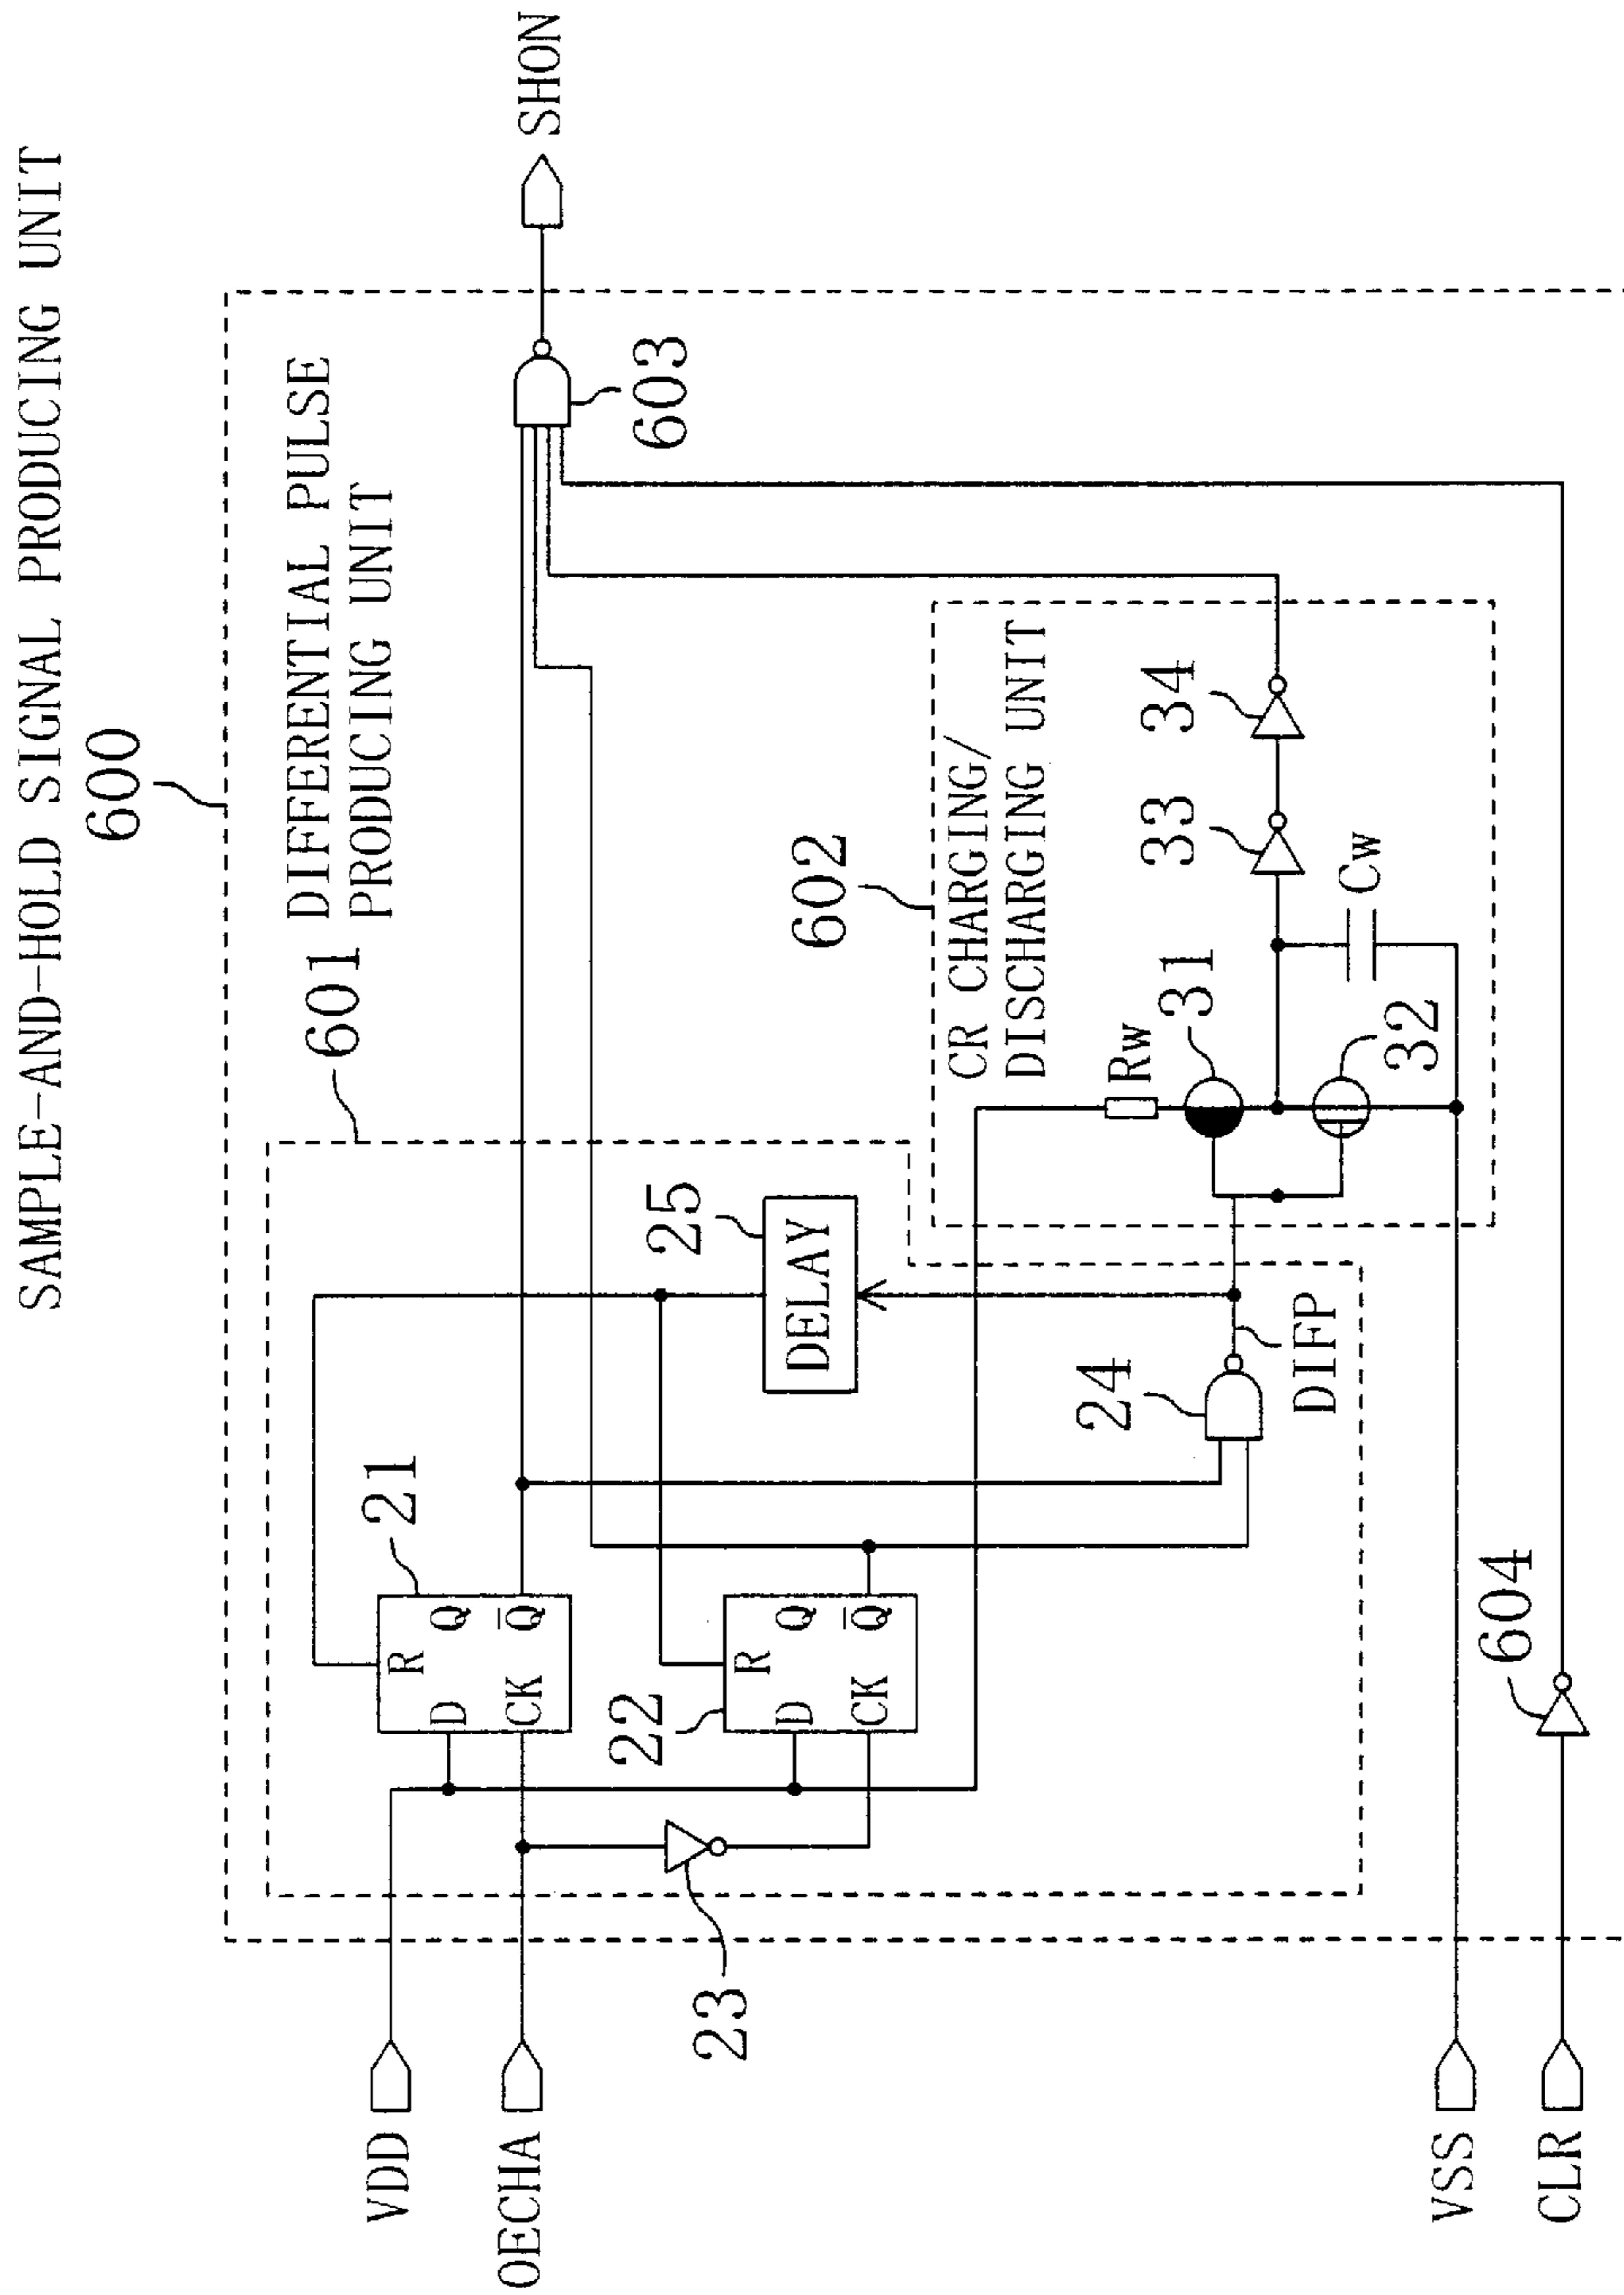 SAMPLE-AND-HOLD SIGNAL PRODUCING UNIT
600
601
DIFFERENTIAL PULSE
PRODUCING UNIT
SHON
603
VDD
OECHA
21
R
D
Q
CK
Q̅
22
R
D
Q
CK
Q̅
23
25
DELAY
24
DIFP
602
CR CHARGING/
DISCHARGING UNIT
Rw
31
32
33
34
Cw
VSS
CLR
604